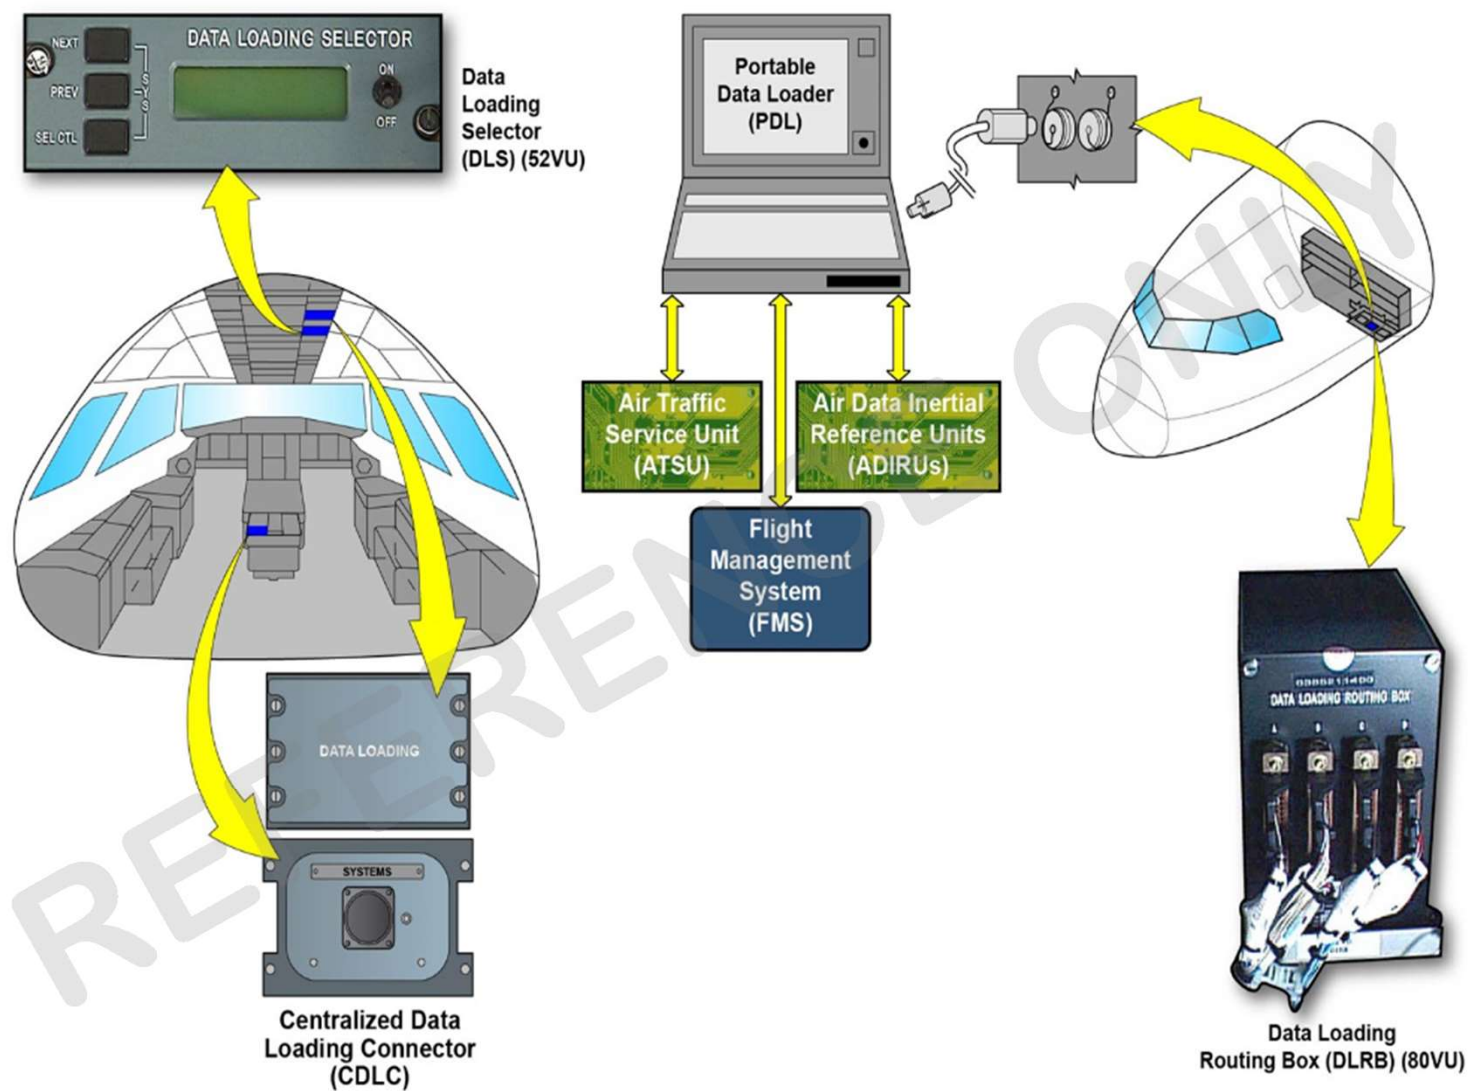 NEXT
PREV
SEL CTL
SYS
DATA LOADING SELECTOR
ON
OFF
Data
Loading
Selector
(DLS) (52VU)
Portable
Data Loader
(PDL)
Air Traffic
Service Unit
(ATSU)
Air Data Inertial
Reference Units
(ADIRUs)
Flight
Management
System
(FMS)
DATA LOADING
SYSTEMS
Centralized Data
Loading Connector
(CDLC)
DATA LOADING ROUTING BOX
A B C
Data Loading
Routing Box (DLRB) (80VU)
REFERENCE ONLY